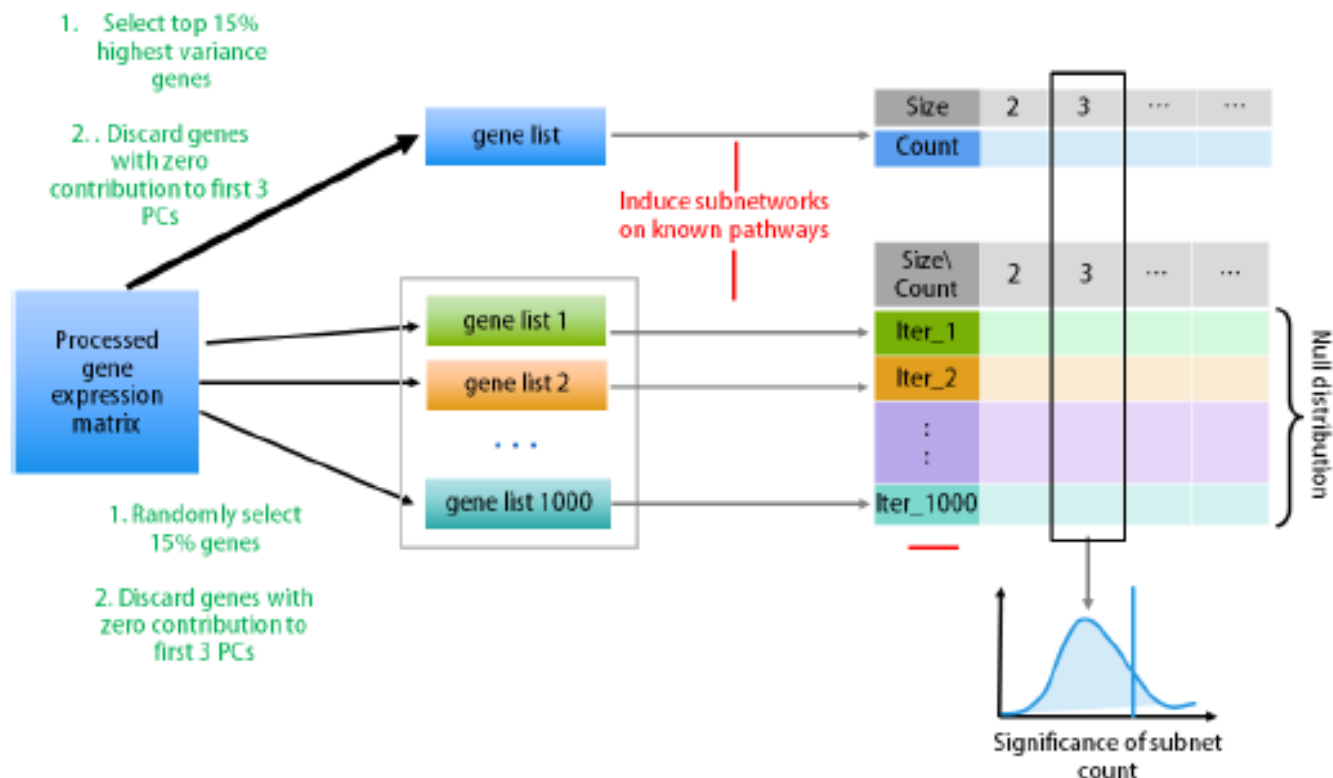 1. Select top 15%
highest variance
genes
2. . Discard genes
with zero
contribution to first 3
PCs
gene list
Induce subnetworks
on known pathways
Size 2 3 ... ...
Count
Processed
gene
expression
matrix
gene list 1
gene list 2
...
gene list 1000
1. Randomly select
15% genes
2. Discard genes with
zero contribution to
first 3 PCs
Size\ 2 3 ... ...
Count
Iter_1
Iter_2
:
:
Iter_1000
Null distribution
Significance of subnet
count